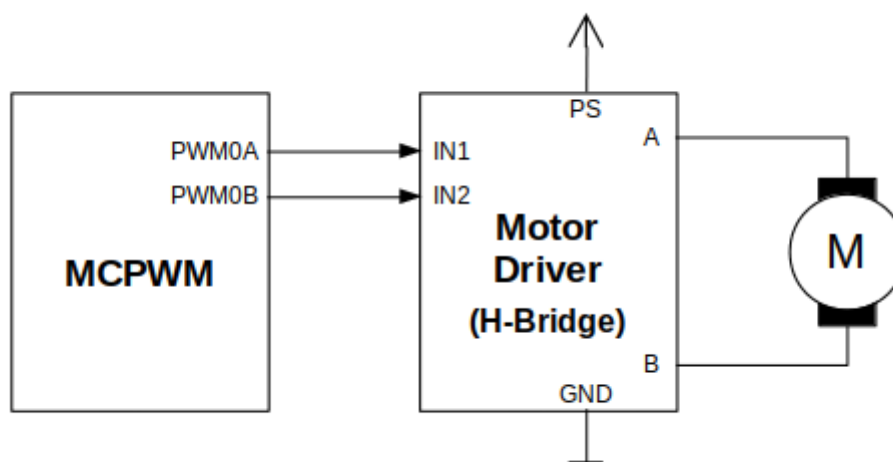 PS
A
PWM0A
IN1
PWM0B
IN2
MCPWM
Motor
Driver
(H-Bridge)
M
B
GND